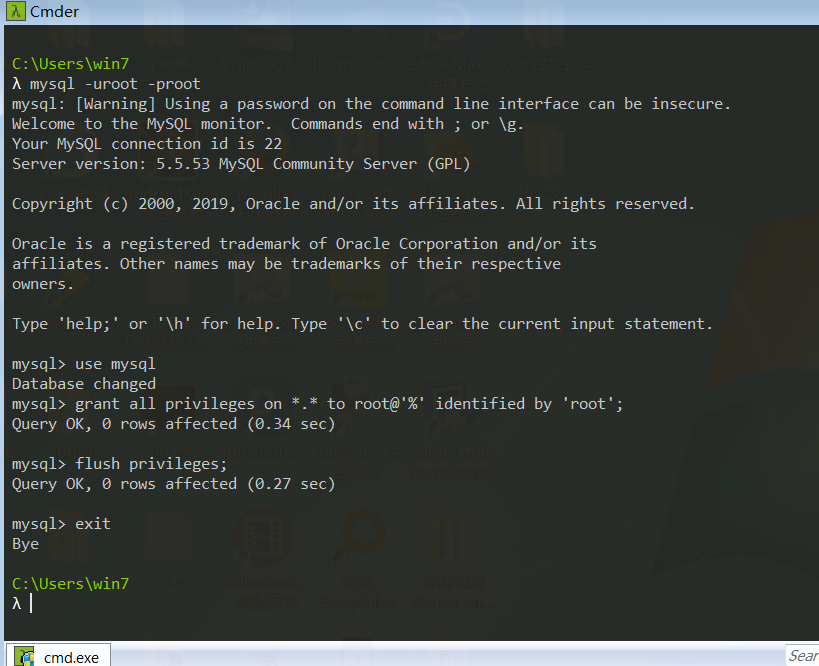 Cmder
C:\Users\win7
λ mysql -uroot -proot
mysql: [Warning] Using a password on the command line interface can be insecure.
Welcome to the MySQL monitor.  Commands end with ; or \g.
Your MySQL connection id is 22
Server version: 5.5.53 MySQL Community Server (GPL)
Copyright (c) 2000, 2019, Oracle and/or its affiliates. All rights reserved.
Oracle is a registered trademark of Oracle Corporation and/or its
affiliates. Other names may be trademarks of their respective
owners.
Type 'help;' or '\h' for help. Type '\c' to clear the current input statement.
mysql> use mysql
Database changed
mysql> grant all privileges on *.* to root@'%' identified by 'root';
Query OK, 0 rows affected (0.34 sec)
mysql> flush privileges;
Query OK, 0 rows affected (0.27 sec)
mysql> exit
Bye
C:\Users\win7
λ
cmd.exe
Sear